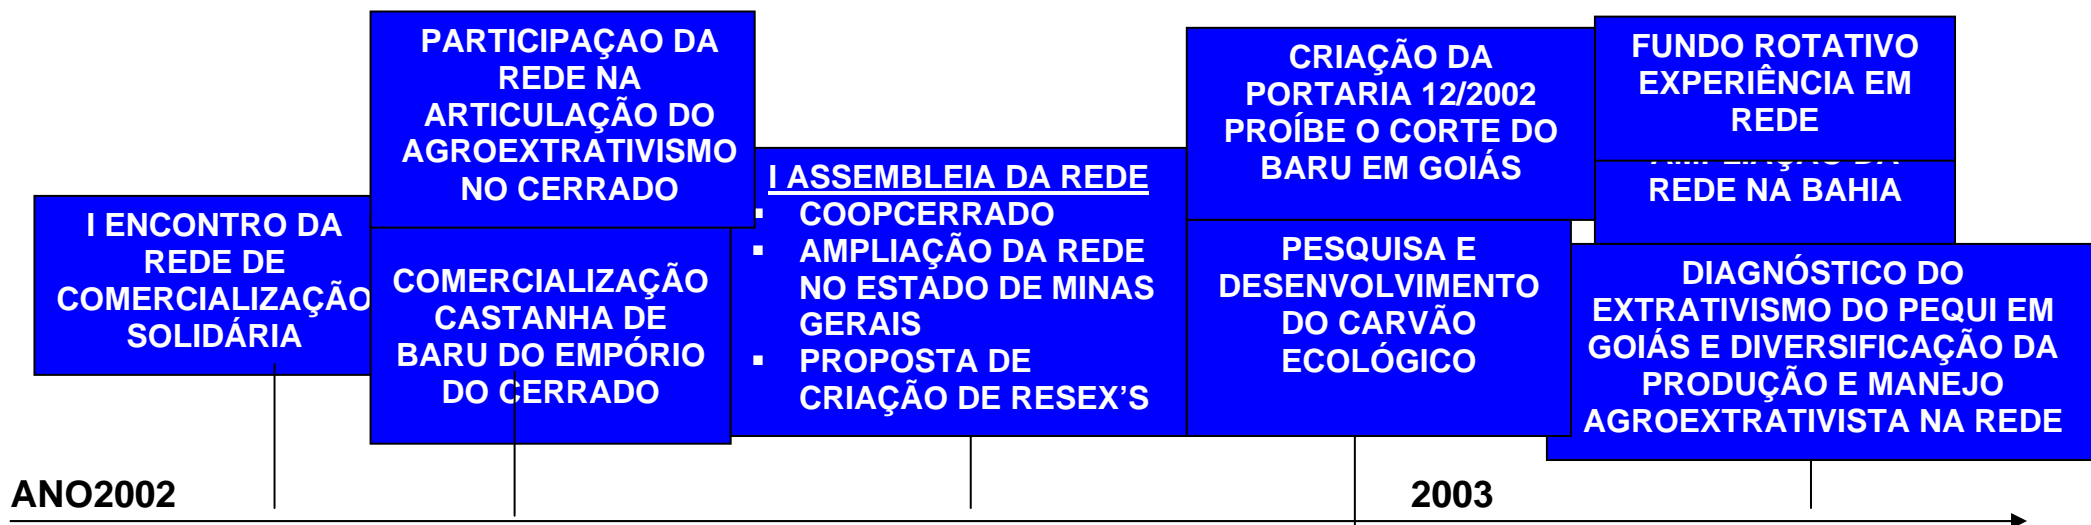 I ENCONTRO DA
REDE DE
COMERCIALIZAÇÃO
SOLIDÁRIA
PARTICIPAÇAO DA
REDE NA
ARTICULAÇÃO DO
AGROEXTRATIVISMO
NO CERRADO
COMERCIALIZAÇÃO
CASTANHA DE
BARU DO EMPÓRIO
DO CERRADO
I ASSEMBLEIA DA REDE
▪ COOPCERRADO
▪ AMPLIAÇÃO DA REDE
NO ESTADO DE MINAS
GERAIS
▪ PROPOSTA DE
CRIAÇÃO DE RESEX’S
CRIAÇÃO DA
PORTARIA 12/2002
PROÍBE O CORTE DO
BARU EM GOIÁS
PESQUISA E
DESENVOLVIMENTO
DO CARVÃO
ECOLÓGICO
FUNDO ROTATIVO
EXPERIÊNCIA EM
REDE
AMPLIAÇÃO DA
REDE NA BAHIA
DIAGNÓSTICO DO
EXTRATIVISMO DO PEQUI EM
GOIÁS E DIVERSIFICAÇÃO DA
PRODUÇÃO E MANEJO
AGROEXTRATIVISTA NA REDE
ANO2002
2003